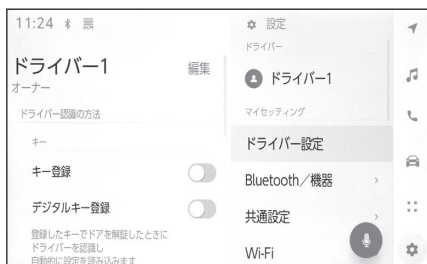 11:24
ドライバー1
編集
オーナー
ドライバー認識の方法
キー
キー登録
デジタルキー登録
登録したキーでドアを解錠したときに
ドライバーを認識し
自動的に設定を読み込みます
設定
ドライバー
ドライバー1
マイセッティング
ドライバー設定
Bluetooth／機器
共通設定
Wi-Fi